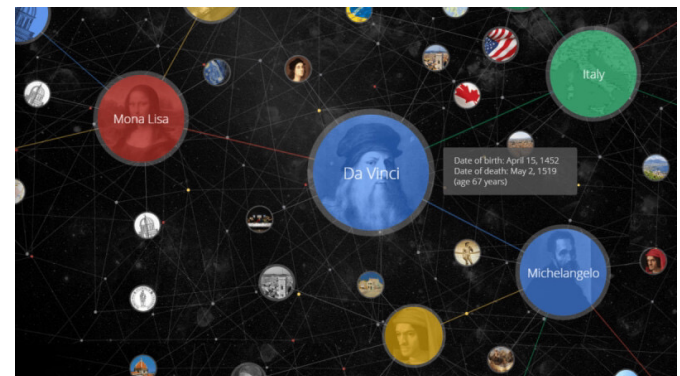 Mona Lisa
Da Vinci
Italy
Date of birth: April 15, 1452
Date of death: May 2, 1519
(age 67 years)
Michelangelo